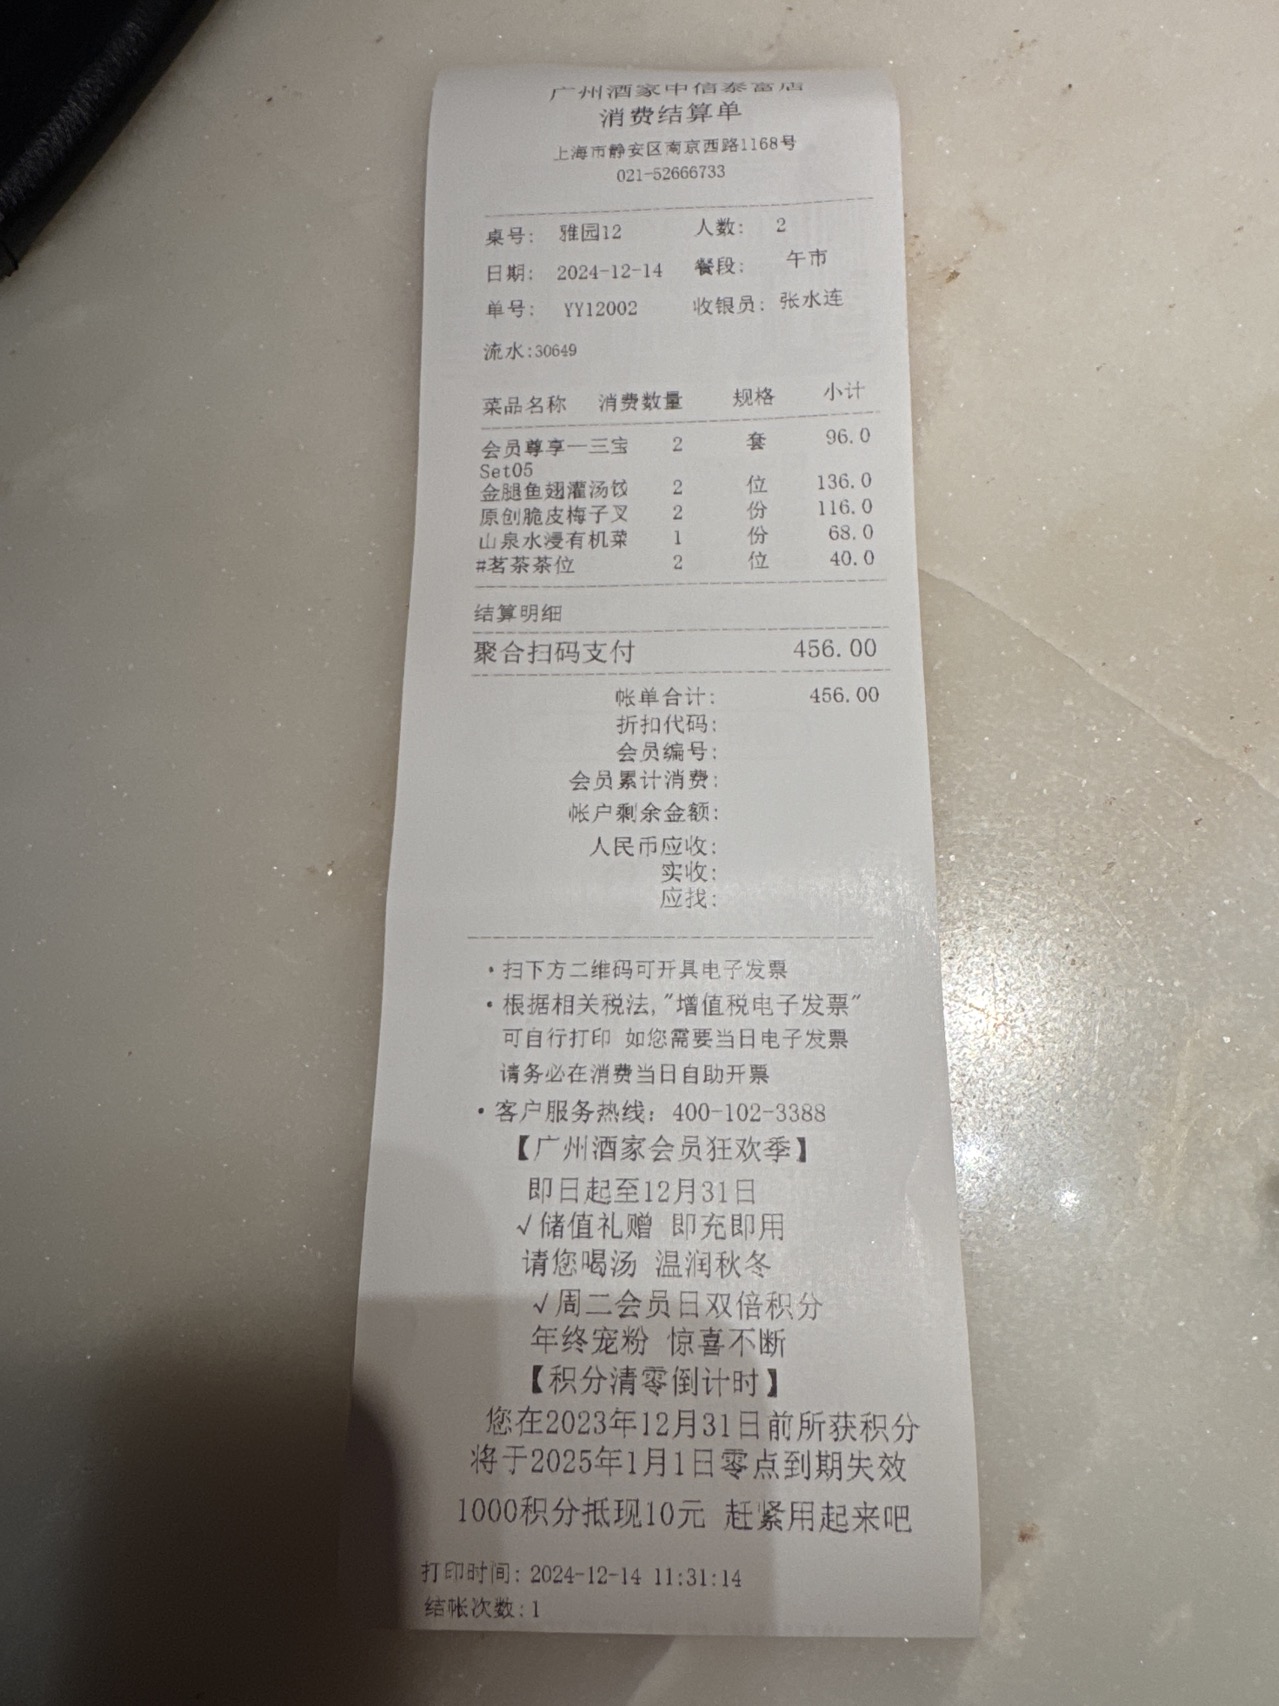 广州酒家中信泰富店
消费结算单
上海市静安区南京西路1168号
021-52666733
桌号: 雅园12 人数: 2
日期: 2024-12-14 餐段: 午市
单号: YY12002 收银员: 张水连
流水:30649
菜品名称 消费数量 规格 小计
会员尊享一三宝 2 套 96.0
Set05
金腿鱼翅灌汤饺 2 位 136.0
原创脆皮梅子叉 2 份 116.0
山泉水浸有机菜 1 份 68.0
#茗茶茶位 2 位 40.0
结算明细
聚合扫码支付 456.00
帐单合计: 456.00
折扣代码:
会员编号:
会员累计消费:
帐户剩余金额:
人民币应收:
实收:
应找:
·扫下方二维码可开具电子发票
·根据相关税法,"增值税电子发票"
可自行打印 如您需要当日电子发票
请务必在消费当日自助开票
·客户服务热线: 400-102-3388
【广州酒家会员狂欢季】
即日起至12月31日
√储值礼赠 即充即用
请您喝汤 温润秋冬
√周二会员日双倍积分
年终宠粉 惊喜不断
【积分清零倒计时】
您在2023年12月31日前所获积分
将于2025年1月1日零点到期失效
1000积分抵现10元 赶紧用起来吧
打印时间: 2024-12-14 11:31:14
结帐次数:1